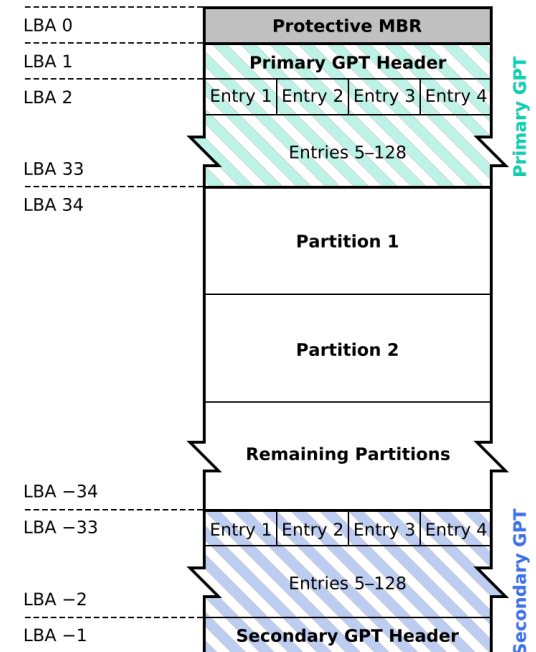 LBA 0
Protective MBR
LBA 1
Primary GPT Header
LBA 2
Entry 1 Entry 2 Entry 3 Entry 4
Entries 5–128
LBA 33
Primary GPT
LBA 34
Partition 1
Partition 2
Remaining Partitions
LBA −34
LBA −33
Entry 1 Entry 2 Entry 3 Entry 4
Entries 5–128
LBA −2
LBA −1
Secondary GPT Header
Secondary GPT